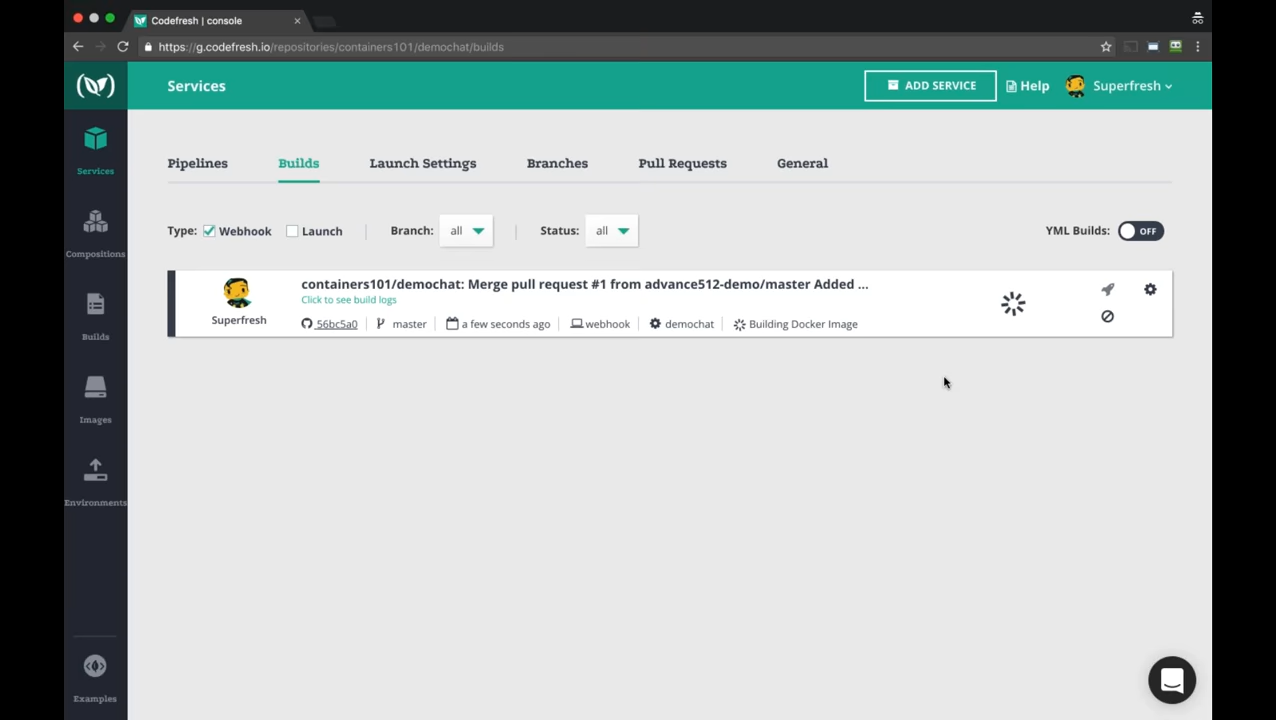 Codefresh | console
https://g.codefresh.io/repositories/containers101/demochat/builds
Services
ADD SERVICE
Help
Superfresh
Services
Compositions
Builds
Images
Environments
Examples
Pipelines
Builds
Launch Settings
Branches
Pull Requests
General
Type: Webhook Launch Branch: all Status: all YML Builds: OFF
containers101/demochat: Merge pull request #1 from advance512-demo/master Added ...
Click to see build logs
Superfresh
56bc5a0 master a few seconds ago webhook demochat Building Docker Image